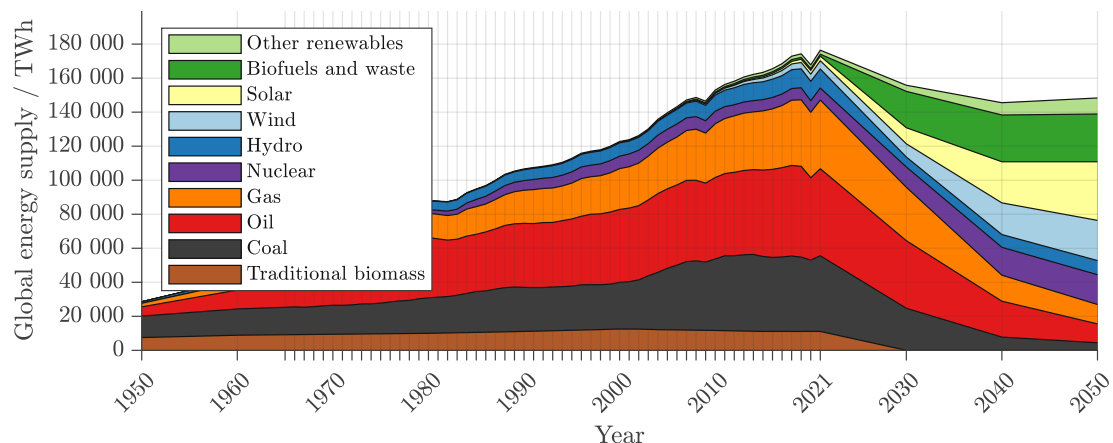 Global energy supply / TWh
180 000
160 000
140 000
120 000
100 000
80 000
60 000
40 000
20 000
0
Other renewables
Biofuels and waste
Solar
Wind
Hydro
Nuclear
Gas
Oil
Coal
Traditional biomass
1950
1960
1970
1980
1990
2000
2010
2021
2030
2040
2050
Year